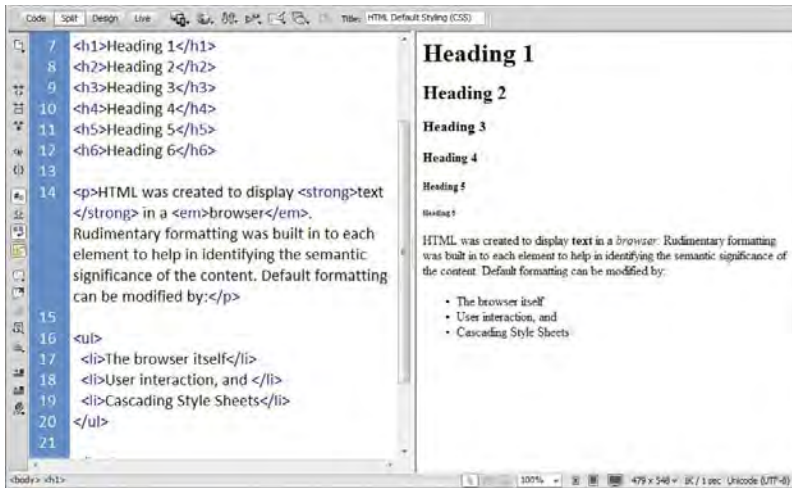 Code Split Design Live Title: HTML Default Styling (CSS)
7 <h1>Heading 1</h1>
8 <h2>Heading 2</h2>
9 <h3>Heading 3</h3>
10 <h4>Heading 4</h4>
11 <h5>Heading 5</h5>
12 <h6>Heading 6</h6>
13
14 <p>HTML was created to display <strong>text
</strong> in a <em>browser</em>.
Rudimentary formatting was built in to each
element to help in identifying the semantic
significance of the content. Default formatting
can be modified by:</p>
15
16 <ul>
17 <li>The browser itself</li>
18 <li>User interaction, and </li>
19 <li>Cascading Style Sheets</li>
20 </ul>
21
Heading 1
Heading 2
Heading 3
Heading 4
Heading 5
Heading 6
HTML was created to display text in a browser. Rudimentary formatting
was built in to each element to help in identifying the semantic significance of
the content. Default formatting can be modified by:
• The browser itself
• User interaction, and
• Cascading Style Sheets
<body> <h1> 100% 479 x 548 1K / 1 sec Unicode (UTF-8)